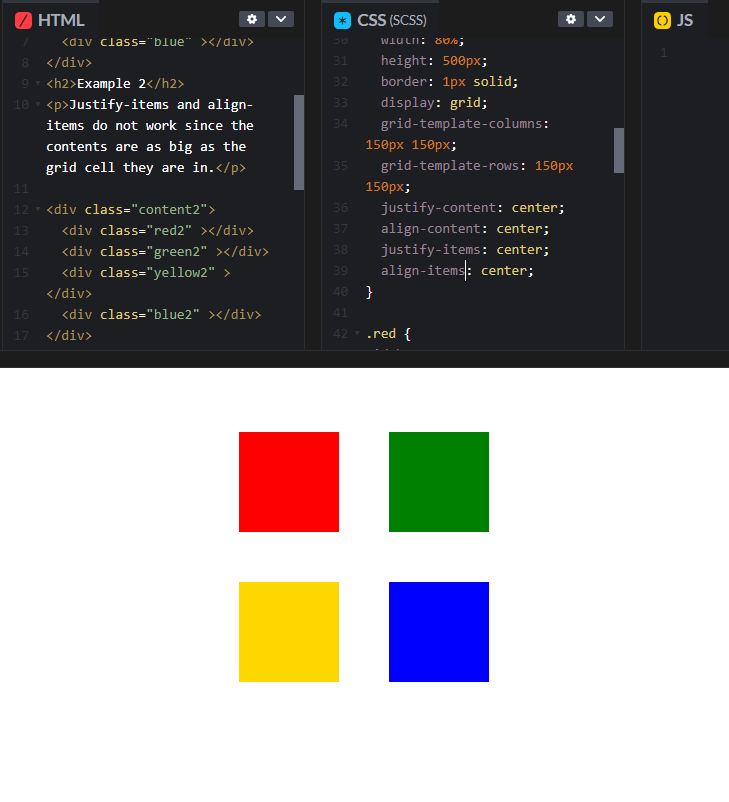 HTML
7 <div class="blue" ></div>
8 </div>
9 <h2>Example 2</h2>
10 <p>Justify-items and align-
items do not work since the
contents are as big as the
grid cell they are in.</p>
11
12 <div class="content2">
13 <div class="red2" ></div>
14 <div class="green2" ></div>
15 <div class="yellow2" >
</div>
16 <div class="blue2" ></div>
17 </div>
CSS (SCSS)
30 width: 80%;
31 height: 500px;
32 border: 1px solid;
33 display: grid;
34 grid-template-columns:
150px 150px;
35 grid-template-rows: 150px
150px;
36 justify-content: center;
37 align-content: center;
38 justify-items: center;
39 align-items: center;
40 }
41
42 .red {
JS
1